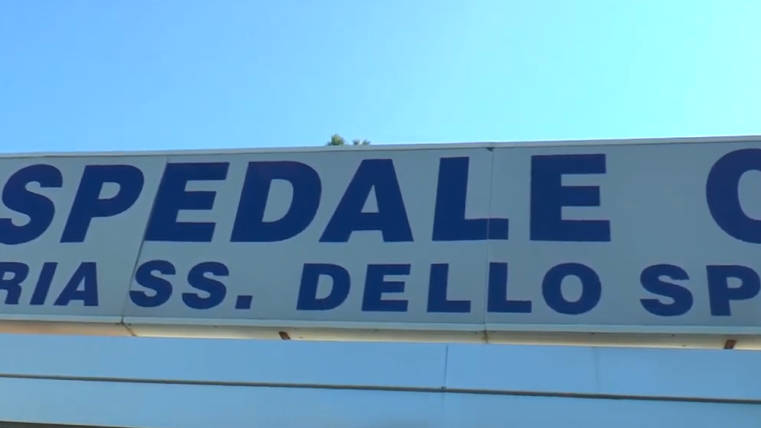 SPEDALE C
RIA SS. DELLO SP